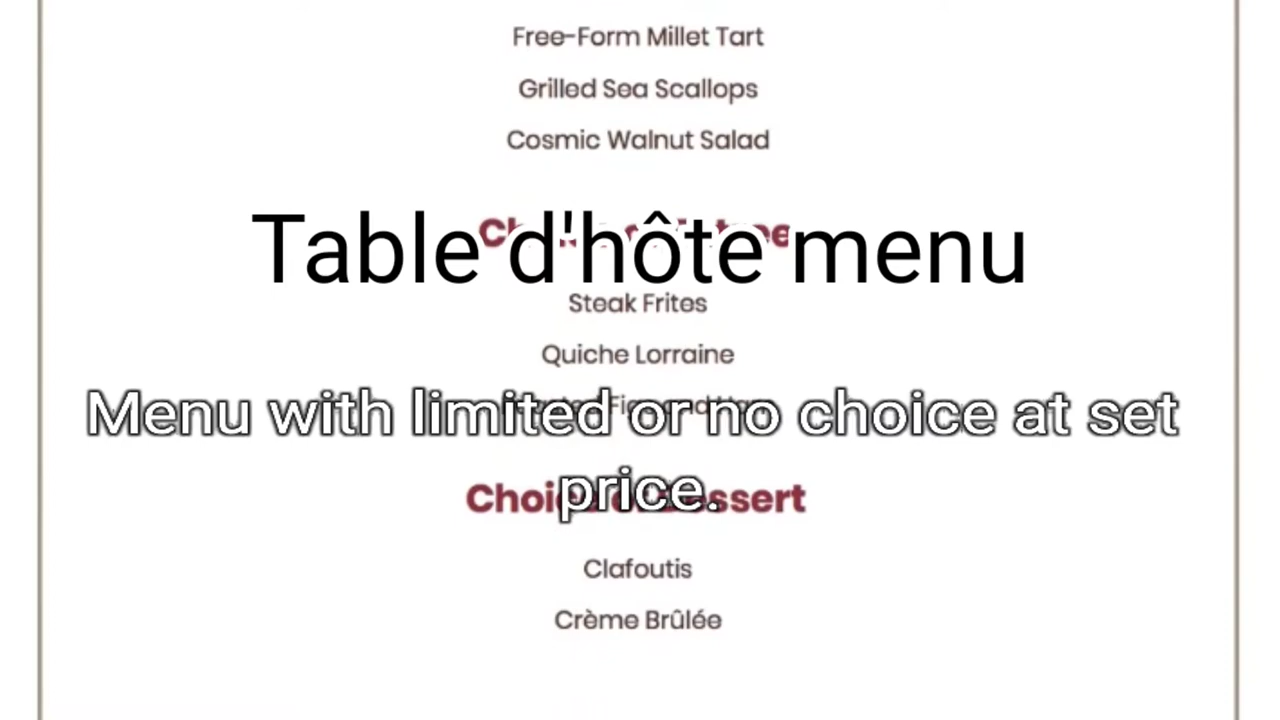 Free-Form Millet Tart
Grilled Sea Scallops
Cosmic Walnut Salad
Table d'hôte menu
Steak Frites
Quiche Lorraine
Menu with limited or no choice at set
price.
Dessert
Clafoutis
Crème Brûlée